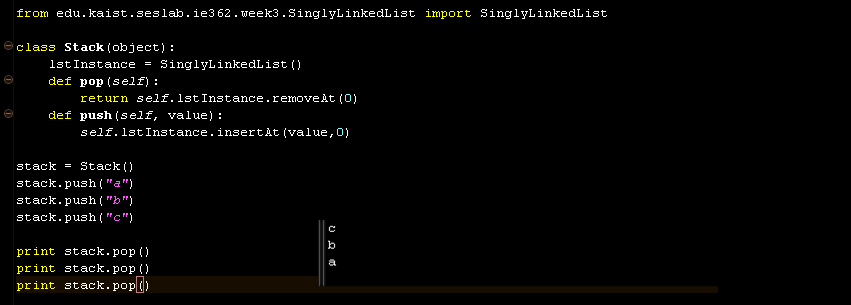 from edu.kaist.seslab.ie362.week3.SinglyLinkedList import SinglyLinkedList
class Stack(object):
lstInstance = SinglyLinkedList()
def pop(self):
return self.lstInstance.removeAt(0)
def push(self, value):
self.lstInstance.insertAt(value,0)
stack = Stack()
stack.push("a")
stack.push("b")
stack.push("c")
print stack.pop()
print stack.pop()
print stack.pop()
c
b
a